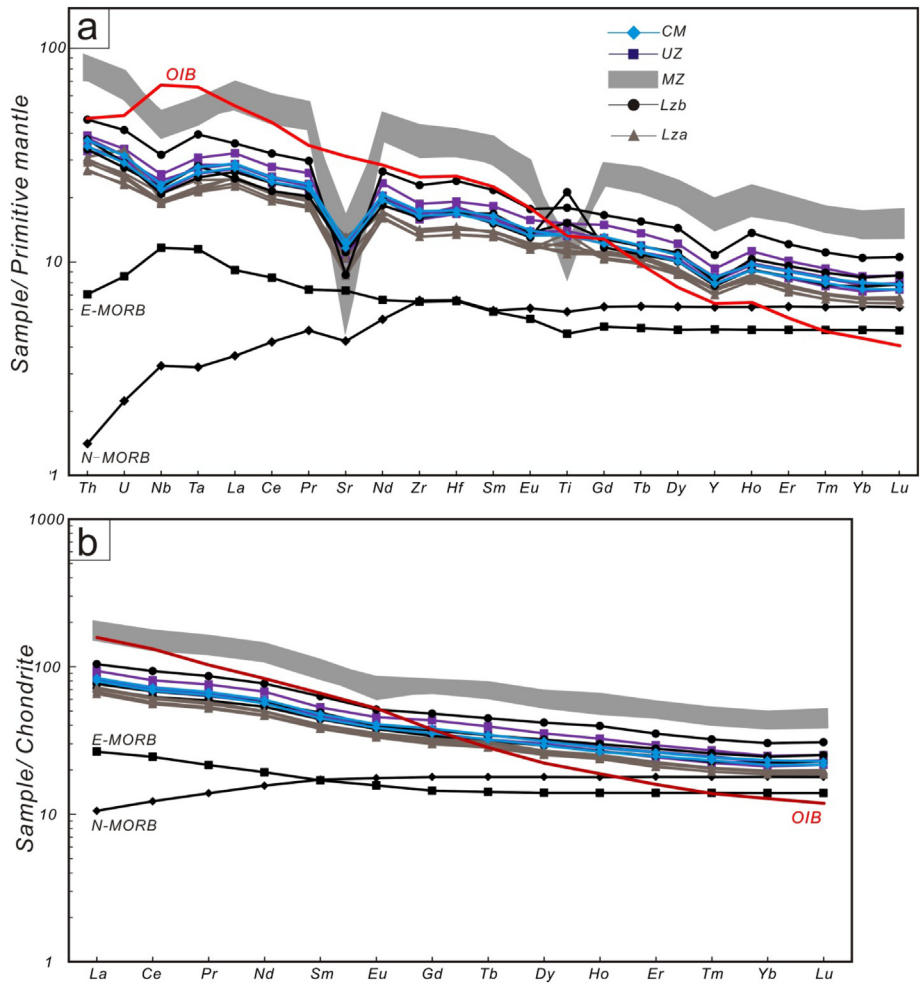 a
100
10
1
Sample/ Primitive mantle
OIB
CM
UZ
MZ
Lzb
Lza
E-MORB
N-MORB
Th U Nb Ta La Ce Pr Sr Nd Zr Hf Sm Eu Ti Gd Tb Dy Y Ho Er Tm Yb Lu
b
1000
100
10
1
Sample/ Chondrite
E-MORB
N-MORB
OIB
La Ce Pr Nd Sm Eu Gd Tb Dy Ho Er Tm Yb Lu